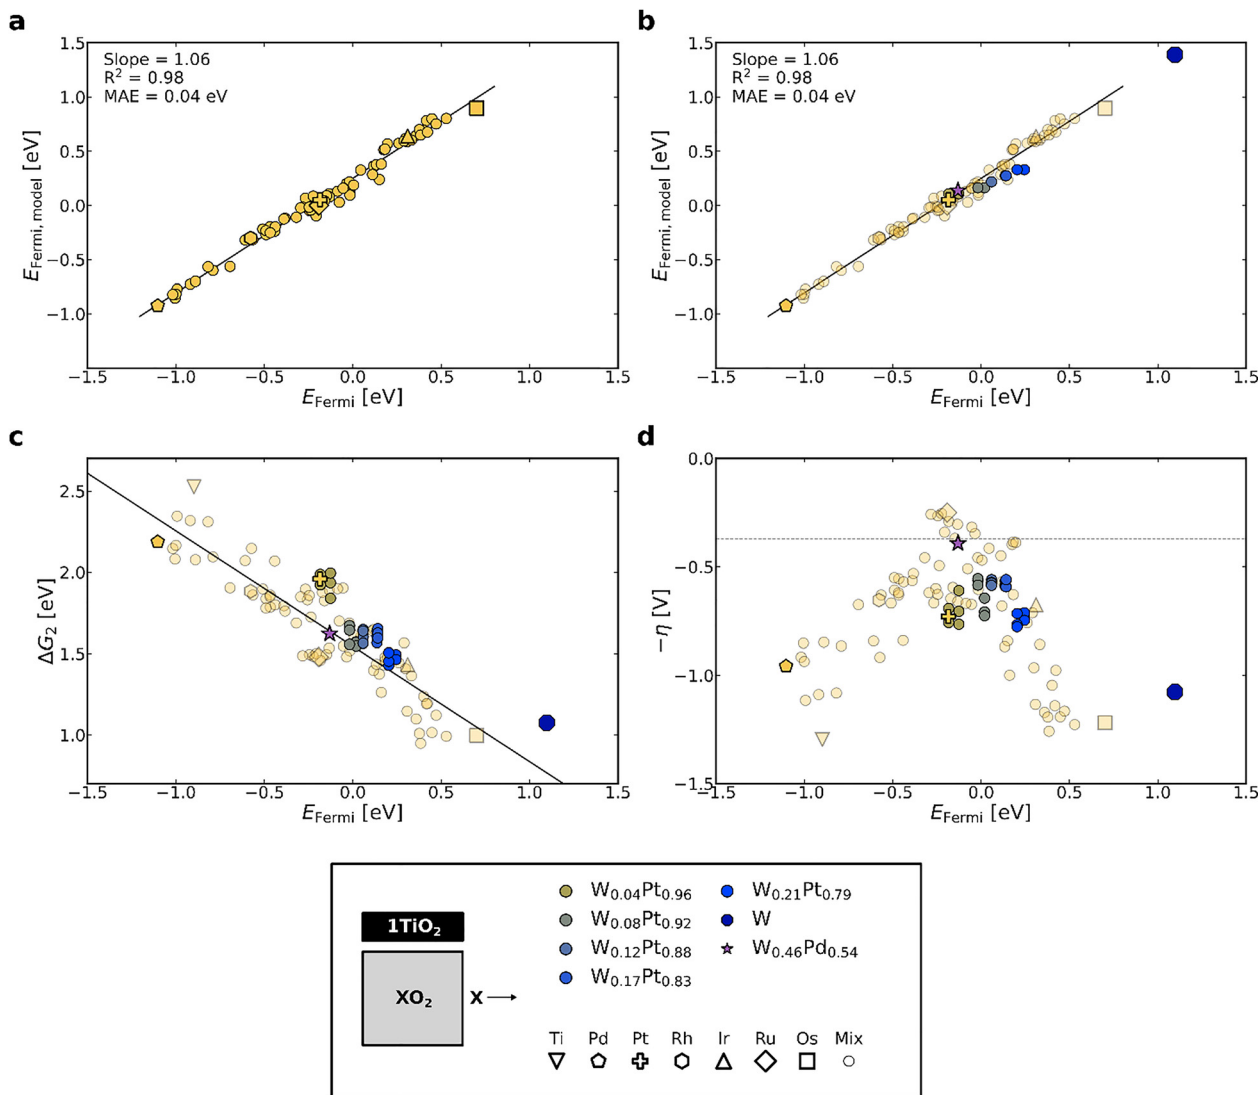 a
Slope = 1.06
R² = 0.98
MAE = 0.04 eV
E_Fermi, model [eV]
1.5
1.0
0.5
0.0
−0.5
−1.0
−1.5 −1.0 −0.5 0.0 0.5 1.0 1.5
E_Fermi [eV]
b
Slope = 1.06
R² = 0.98
MAE = 0.04 eV
E_Fermi, model [eV]
1.5
1.0
0.5
0.0
−0.5
−1.0
−1.5 −1.0 −0.5 0.0 0.5 1.0 1.5
E_Fermi [eV]
c
ΔG₂
2.5
2.0
1.5
1.0
−1.5 −1.0 −0.5 0.0 0.5 1.0 1.5
E_Fermi [eV]
d
−η [V]
0.0
−0.5
−1.0
−1.5
−1.5 −1.0 −0.5 0.0 0.5 1.0 1.5
E_Fermi [eV]
1TiO₂
XO₂
X
W₀.₀₄Pt₀.₉₆
W₀.₀₈Pt₀.₉₂
W₀.₁₂Pt₀.₈₈
W₀.₁₇Pt₀.₈₃
W₀.₂₁Pt₀.₇₉
W
W₀.₄₆Pd₀.₅₄
Ti Pd Pt Rh Ir Ru Os Mix